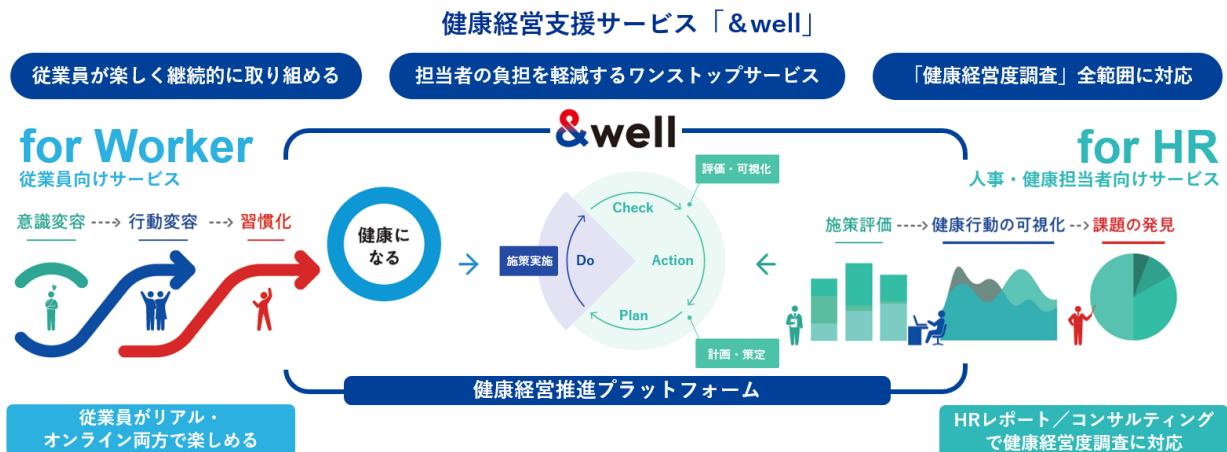 健康経営支援サービス「&well」
従業員が楽しく継続的に取り組める
担当者の負担を軽減するワンストップサービス
「健康経営度調査」全範囲に対応
&well
for Worker
従業員向けサービス
意識変容
行動変容
習慣化
健康に
なる
評価・可視化
Check
施策実施
Do
Action
Plan
計画・策定
for HR
人事・健康担当者向けサービス
施策評価
健康行動の可視化
課題の発見
健康経営推進プラットフォーム
従業員がリアル・
オンライン両方で楽しめる
HRレポート／コンサルティング
で健康経営度調査に対応